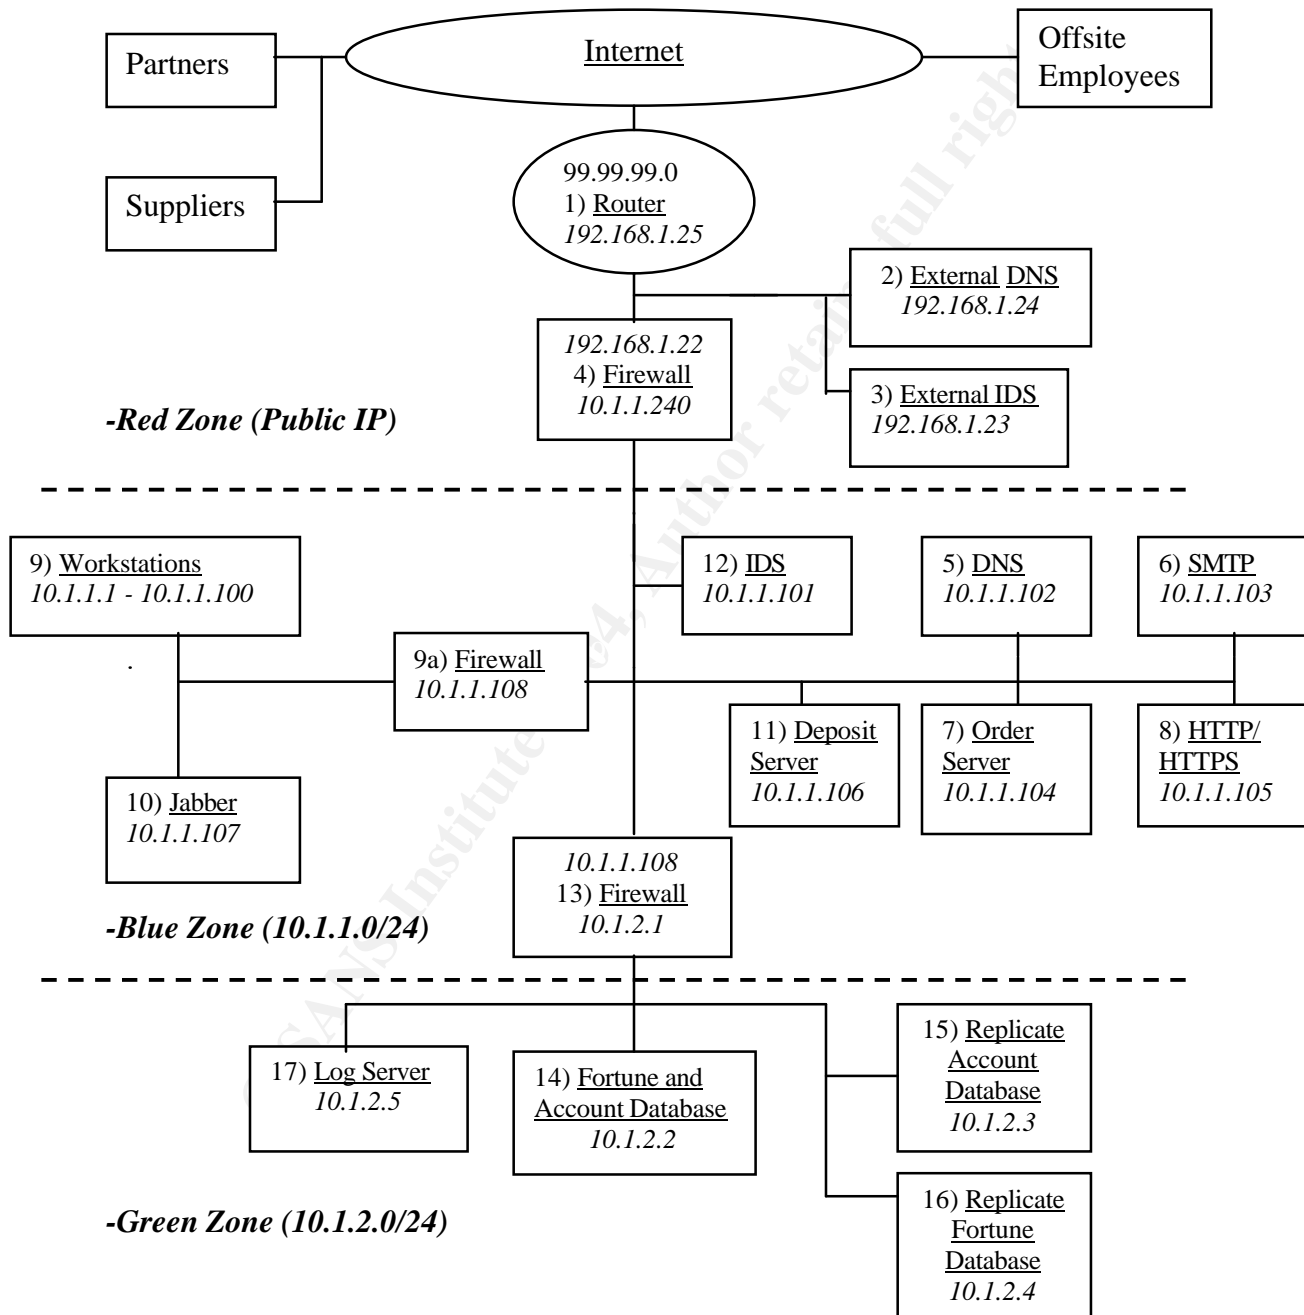 Partners
Internet
Offsite
Employees
Suppliers
99.99.99.0
1) Router
192.168.1.25
2) External DNS
192.168.1.24
192.168.1.22
4) Firewall
10.1.1.240
3) External IDS
192.168.1.23
-Red Zone (Public IP)
9) Workstations
10.1.1.1 - 10.1.1.100
12) IDS
10.1.1.101
5) DNS
10.1.1.102
6) SMTP
10.1.1.103
9a) Firewall
10.1.1.108
11) Deposit
Server
10.1.1.106
7) Order
Server
10.1.1.104
8) HTTP/
HTTPS
10.1.1.105
10) Jabber
10.1.1.107
10.1.1.108
13) Firewall
10.1.2.1
-Blue Zone (10.1.1.0/24)
17) Log Server
10.1.2.5
14) Fortune and
Account Database
10.1.2.2
15) Replicate
Account
Database
10.1.2.3
-Green Zone (10.1.2.0/24)
16) Replicate
Fortune
Database
10.1.2.4
SANS Institute 4, Author retain full right